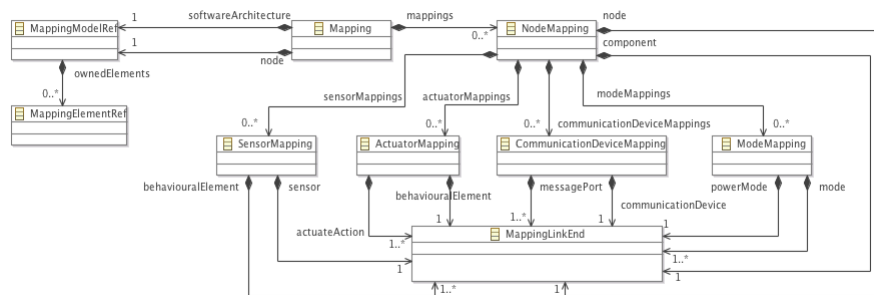 softwareArchitecture
mappings
node
1
MappingModelRef
Mapping
NodeMapping
1
0..*
component
node
ownedElements
sensorMappings
actuatorMappings
modeMappings
0..*
MappingElementRef
0..*
0..*
0..*
communicationDeviceMappings
0..*
SensorMapping
ActuatorMapping
CommunicationDeviceMapping
ModeMapping
behaviouralElement
sensor
behaviouralElement
messagePort
powerMode
mode
communicationDevice
1
1..*
1
1
actuateAction
MappingLinkEnd
1..*
1..*
1
1
1..*
1